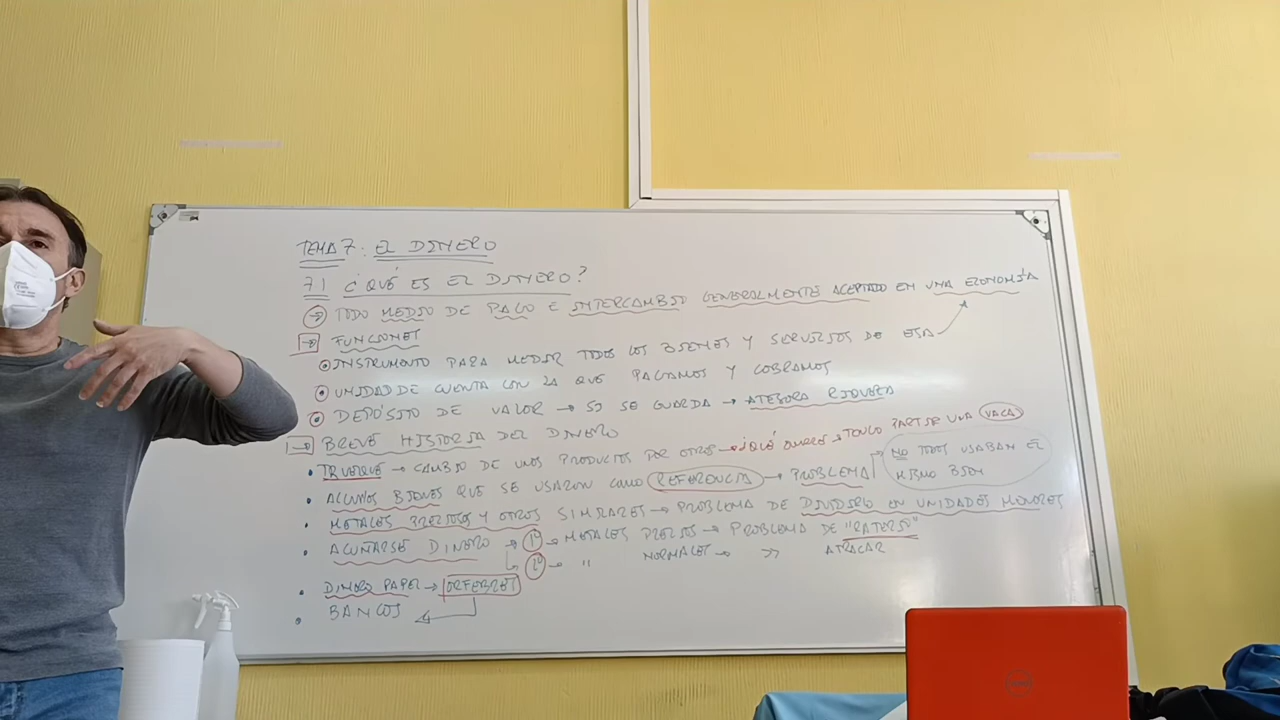 TEMA 7: EL DINERO
7.1 ¿QUÉ ES EL DINERO?
→ TODO MEDIO DE PAGO E INTERCAMBIO GENERALMENTE ACEPTADO EN UNA ECONOMÍA
→ FUNCIONES
INSTRUMENTO PARA MEDIR TODOS LOS BIENES Y SERVICIOS DE ESA
UNIDAD DE CUENTA CON LA QUE PAGAMOS Y COBRAMOS
DEPÓSITO DE VALOR → SI SE GUARDA → ATESORA RIQUEZA
→ BREVE HISTORIA DEL DINERO
• TRUEQUE → CAMBIO DE UNOS PRODUCTOS POR OTROS → ¿QUÉ → TENGO PARTIR UNA VACA
• ALGUNOS BIENES QUE SE USARON COMO REFERENCIA → PROBLEMA → NO TODOS USABAN EL
MISMO BIEN
• METALES PRECIOSOS Y OTROS SIMILARES → PROBLEMA DE DIVIDIRLO EN UNIDADES MENORES
• ACUÑARSE DINERO → 1º → METALES → PROBLEMA DE "RATERIO"
2º → " NORMALES → " ATRACAR
• DINERO PAPEL → ORFEBRES
• BANCOS